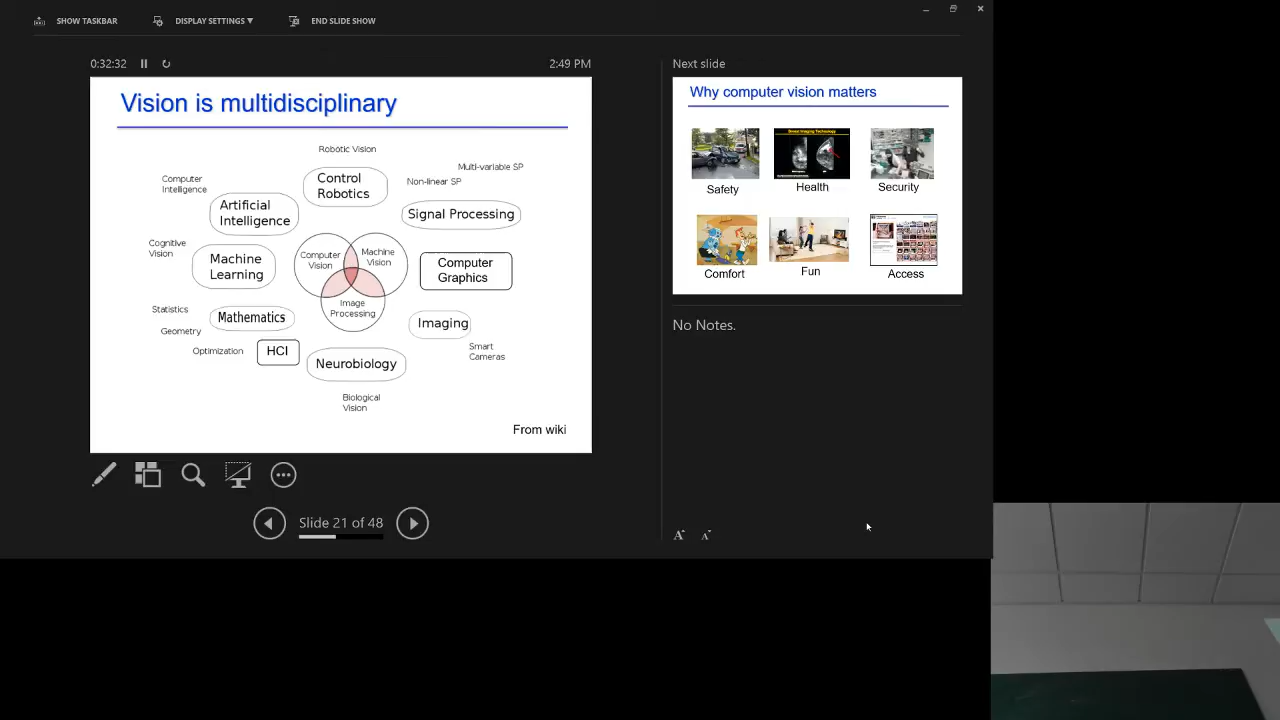 SHOW TASKBAR
DISPLAY SETTINGS ▼
END SLIDE SHOW
0:32:32
2:49 PM
Vision is multidisciplinary
Robotic Vision
Multi-variable SP
Computer
Intelligence
Control
Robotics
Non-linear SP
Artificial
Intelligence
Signal Processing
Cognitive
Vision
Machine
Learning
Computer
Vision
Machine
Vision
Computer
Graphics
Image
Processing
Statistics
Mathematics
Imaging
Geometry
Optimization
HCI
Neurobiology
Smart
Cameras
Biological
Vision
From wiki
Slide 21 of 48
Next slide
Why computer vision matters
Safety
Health
Security
Comfort
Fun
Access
No Notes.
A
A